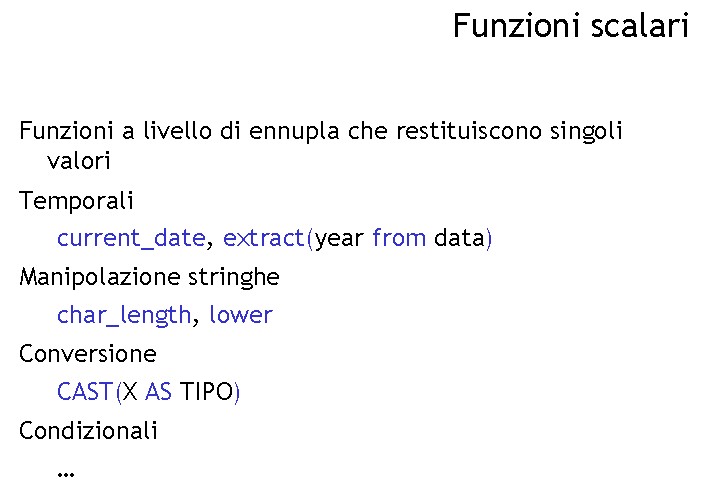 Funzioni scalari
Funzioni a livello di ennupla che restituiscono singoli
valori
Temporali
current_date, extract(year from data)
Manipolazione stringhe
char_length, lower
Conversione
CAST(X AS TIPO)
Condizionali
…